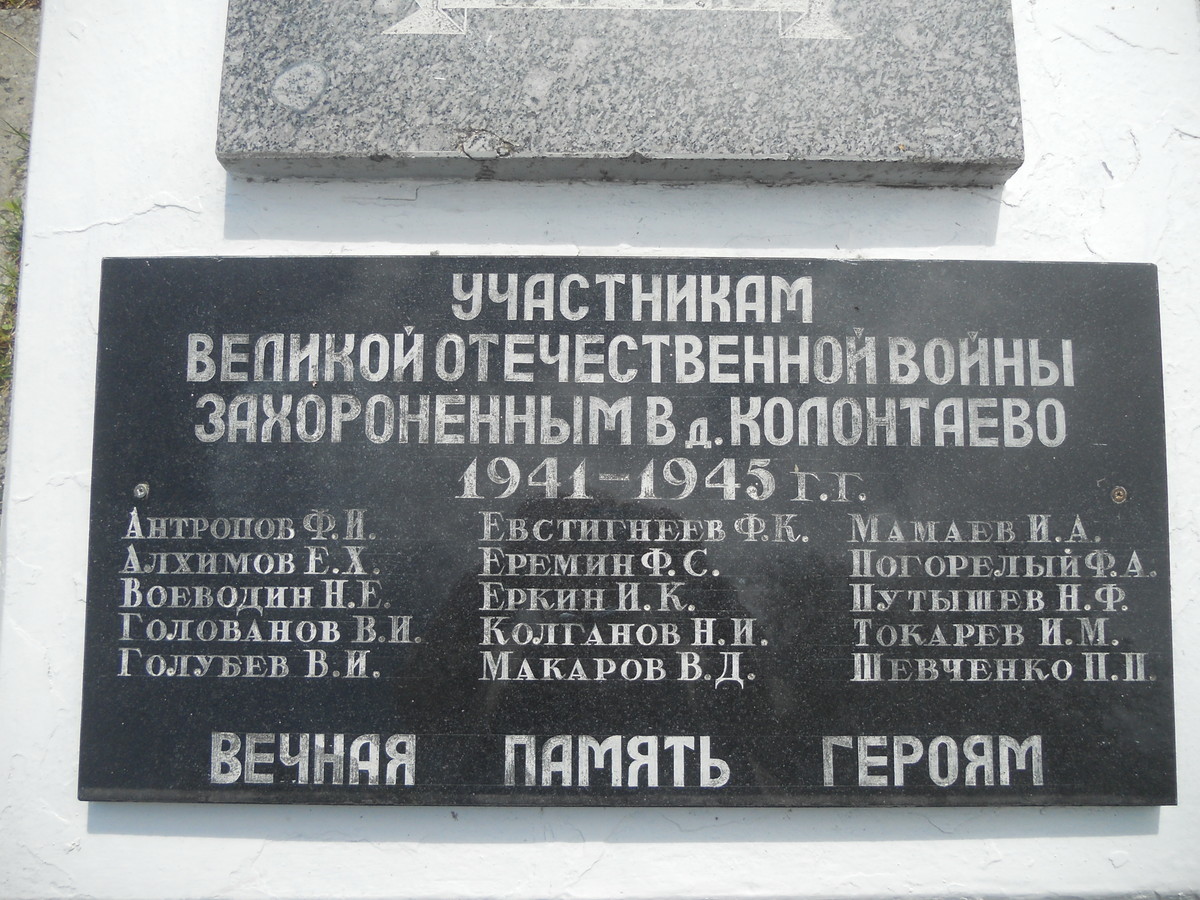 УЧАСТНИКАМ
ВЕЛИКОЙ ОТЕЧЕСТВЕННОЙ ВОЙНЫ
ЗАХОРОНЕННЫМ В д. КОЛОНТАЕВО
1941-1945 г.г.
Антропов Ф.И.
Алхимов Е.Х.
Воеводин Н.Е.
Голованов В.И.
Голубев В.И.
Евстигнеев Ф.К.
Еремин Ф.С.
Еркин И.К.
Колганов Н.И.
Макаров В.Д.
Мамаев И.А.
Погорелый Ф.А.
Путышев Н.Ф.
Токарев И.М.
Шевченко П.П.
ВЕЧНАЯ ПАМЯТЬ ГЕРОЯМ